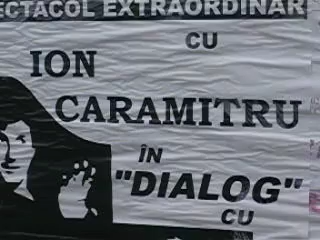 ECTACOL EXTRAORDINAR
CU
ION
CARAMITRU
ÎN
"DIALOG"
CU